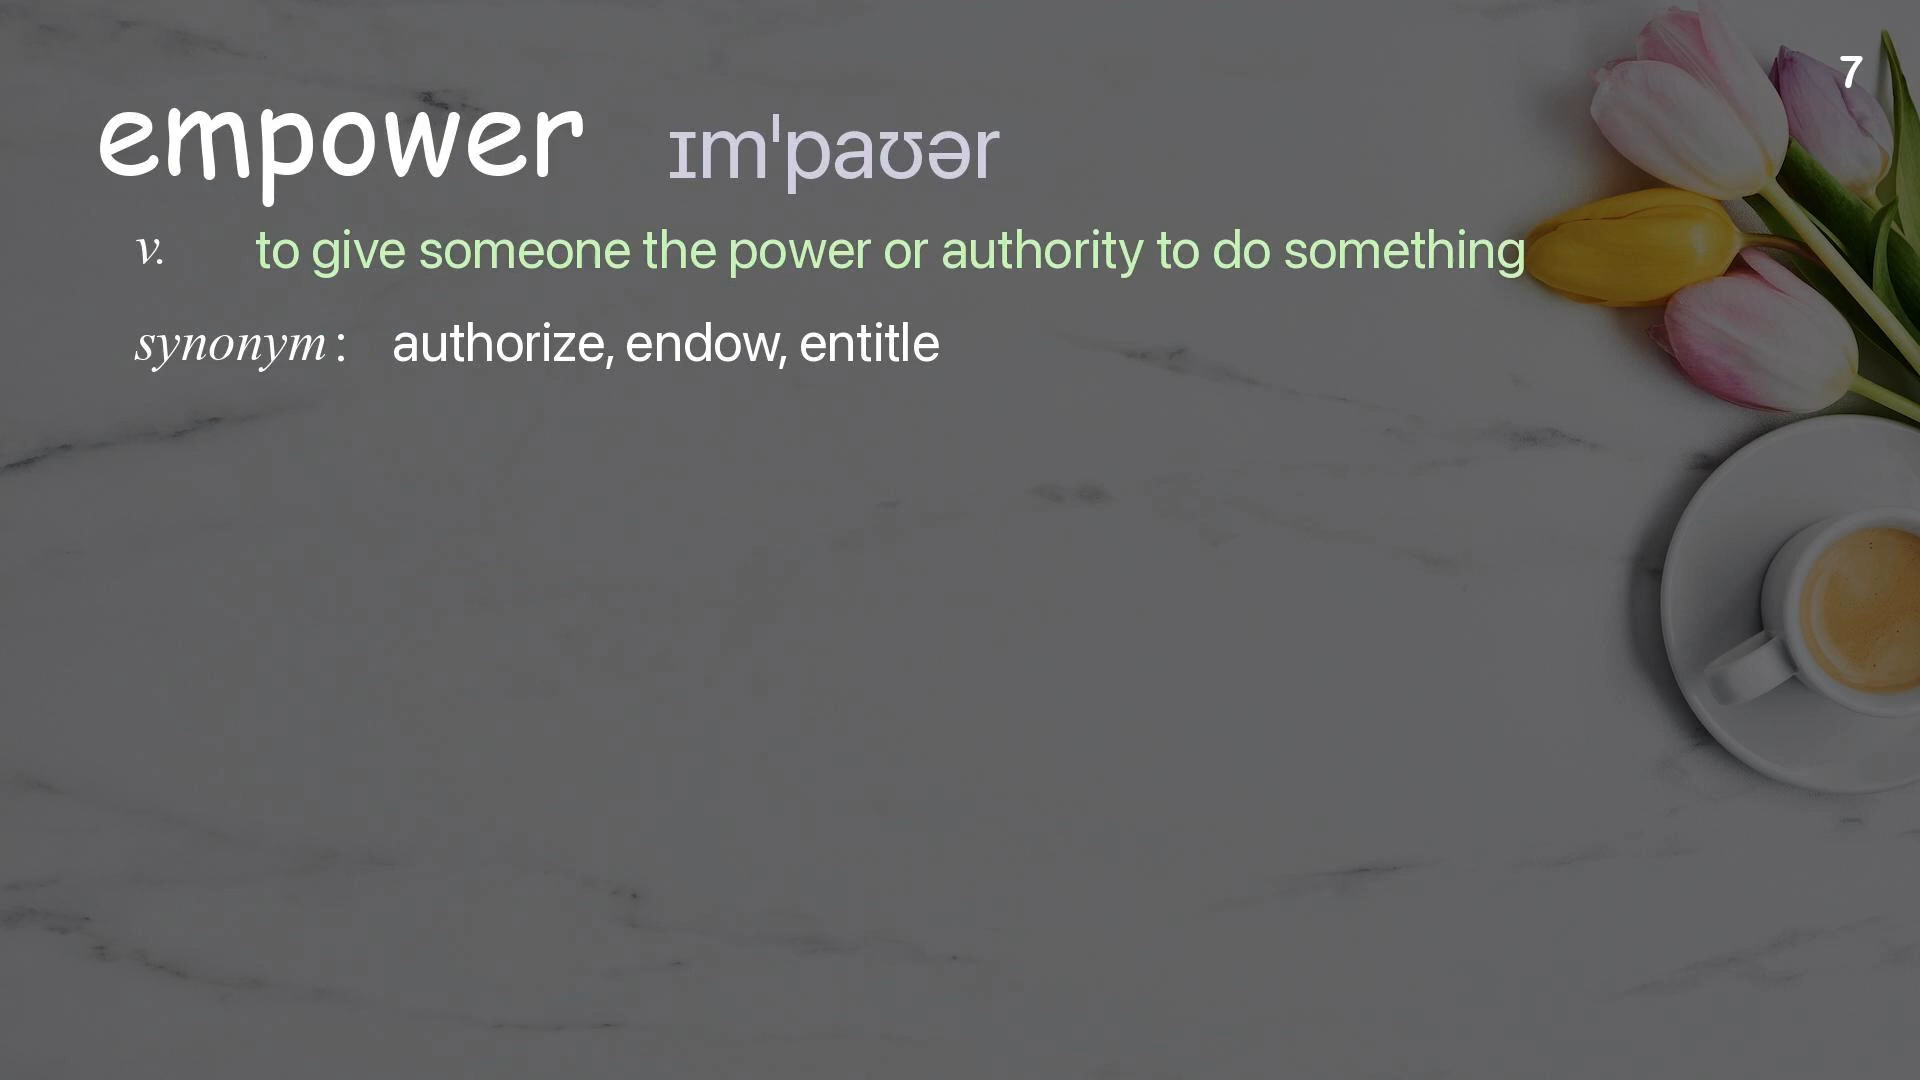 7
empower ɪmˈpaʊər
v. to give someone the power or authority to do something
synonym : authorize, endow, entitle